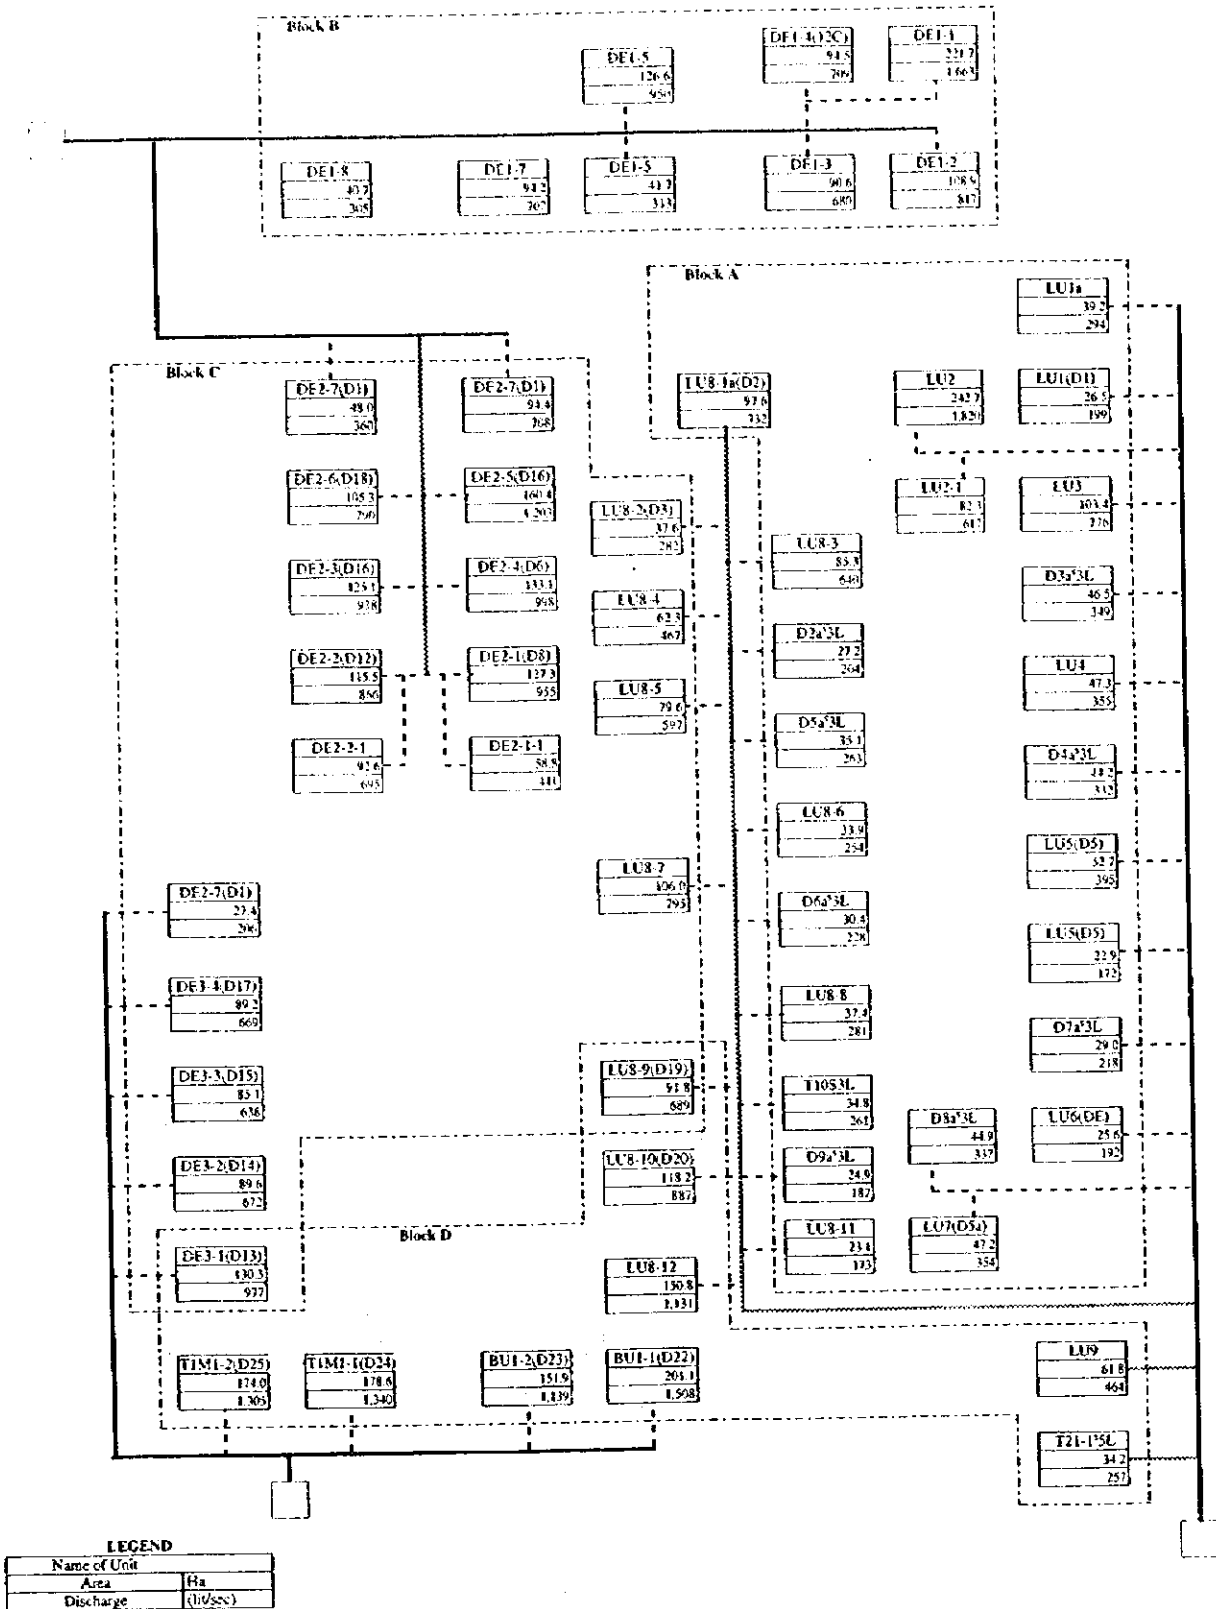 Block B
DE1-5
126.6
950
DE1-4(D2C)
94.5
709
DE1-1
221.7
1,663
DE1-8
40.7
305
DE1-7
94.2
707
DE1-5
41.7
313
DE1-3
90.6
680
DE1-2
108.9
817
Block A
LU1a
39.2
294
Block C
DE2-7(D1)
48.0
360
DE2-7(D1)
94.4
708
LU8-1a(D2)
97.6
732
LU2
242.7
1,820
LU1(D1)
26.5
199
DE2-6(D18)
105.3
790
DE2-5(D16)
160.4
1,203
LU8-2(D3)
37.6
282
LU2-1
82.3
617
LU3
103.4
776
LU8-3
85.3
640
DE2-3(D16)
125.1
938
DE2-4(D6)
133.1
998
LU8-4
62.3
467
D3a'3L
46.5
349
D2a'3L
27.2
204
DE2-2(D12)
115.5
866
DE2-1(D8)
127.3
955
LU8-5
79.6
597
LU4
47.3
355
D5a'3L
35.1
263
DE2-2-1
92.6
695
DE2-1-1
58.8
441
D4a'3L
44.2
332
LU8-6
33.9
254
LU5(D5)
52.7
395
LU8-7
106.0
795
DE2-7(D1)
27.4
206
D6a'3L
30.4
228
LU5(D5)
22.9
172
DE3-4(D17)
89.2
669
LU8-8
37.4
281
D7a'3L
29.0
218
DE3-3(D15)
85.1
638
LU8-9(D19)
91.8
689
T10S3L
34.8
261
D8a'3L
44.9
337
LU6(DE)
25.6
192
DE3-2(D14)
89.6
672
LU8-10(D20)
118.2
887
D9a'3L
24.9
187
Block D
LU8-11
23.1
173
LU7(D5a)
47.2
354
DE3-1(D13)
130.3
977
LU8-12
150.8
1,131
T1M1-2(D25)
174.0
1,305
T1M1-1(D24)
178.6
1,340
BU1-2(D23)
151.9
1,139
BU1-1(D22)
201.1
1,508
LU9
61.8
464
T21-1'5L
34.2
257
LEGEND
Name of Unit
Area Ha
Discharge (lit/sec)